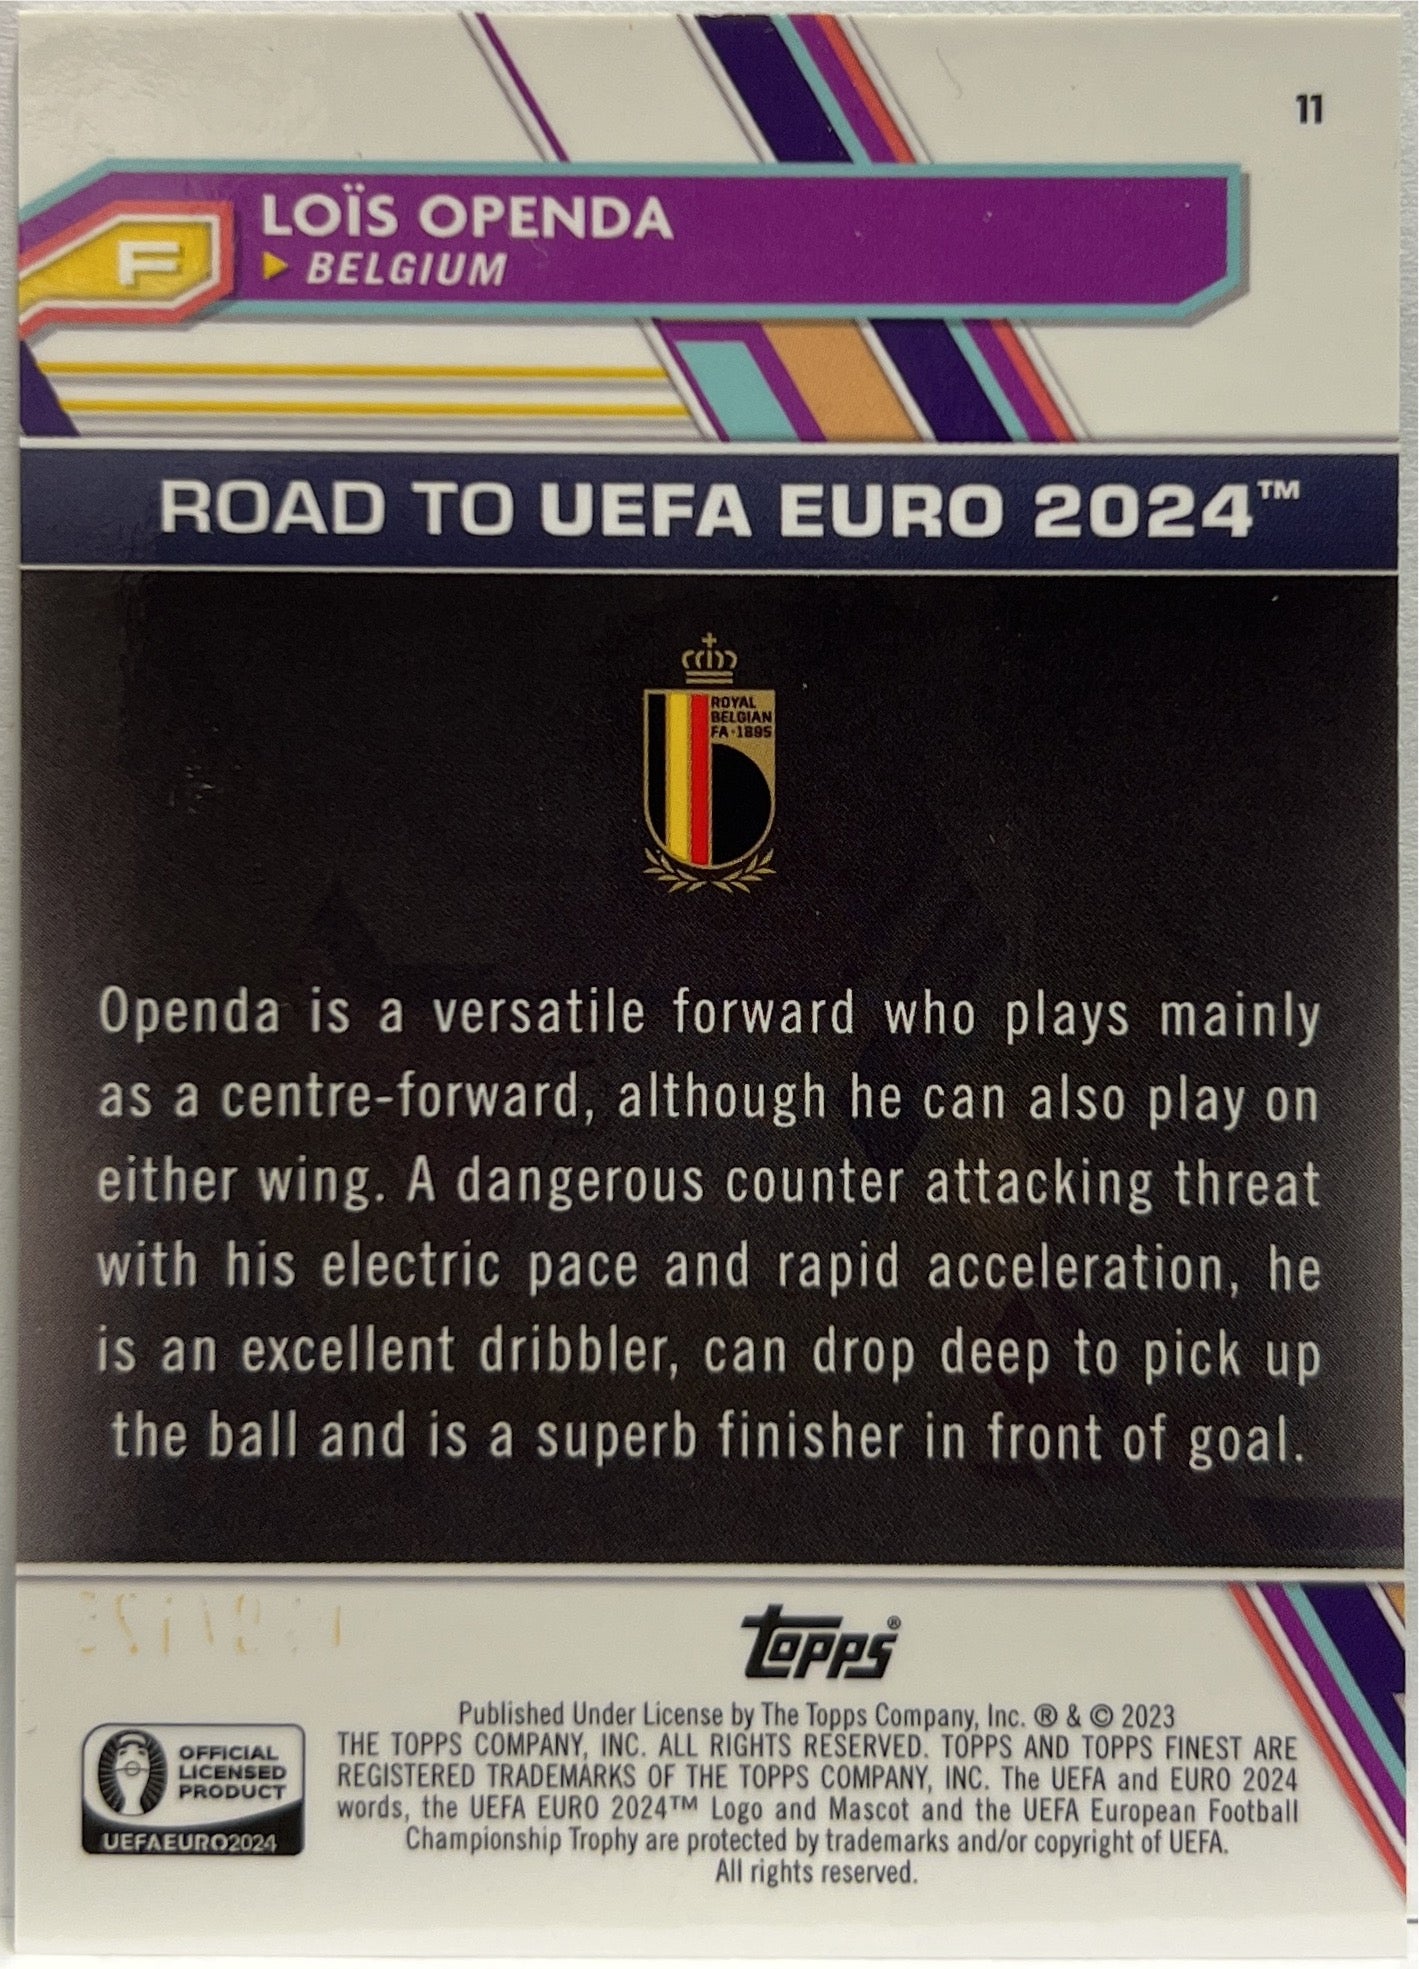 11
LOÏS OPENDA
F
BELGIUM
ROAD TO UEFA EURO 2024™
ROYAL
BELGIAN
FA·1895
Openda is a versatile forward who plays mainly
as a centre-forward, although he can also play on
either wing. A dangerous counter attacking threat
with his electric pace and rapid acceleration, he
is an excellent dribbler, can drop deep to pick up
the ball and is a superb finisher in front of goal.
topps®
Published Under License by The Topps Company, Inc. ® & © 2023
THE TOPPS COMPANY, INC. ALL RIGHTS RESERVED. TOPPS AND TOPPS FINEST ARE
REGISTERED TRADEMARKS OF THE TOPPS COMPANY, INC. The UEFA and EURO 2024
words, the UEFA EURO 2024™ Logo and Mascot and the UEFA European Football
Championship Trophy are protected by trademarks and/or copyright of UEFA.
All rights reserved.
OFFICIAL
LICENSED
PRODUCT
UEFAEURO2024